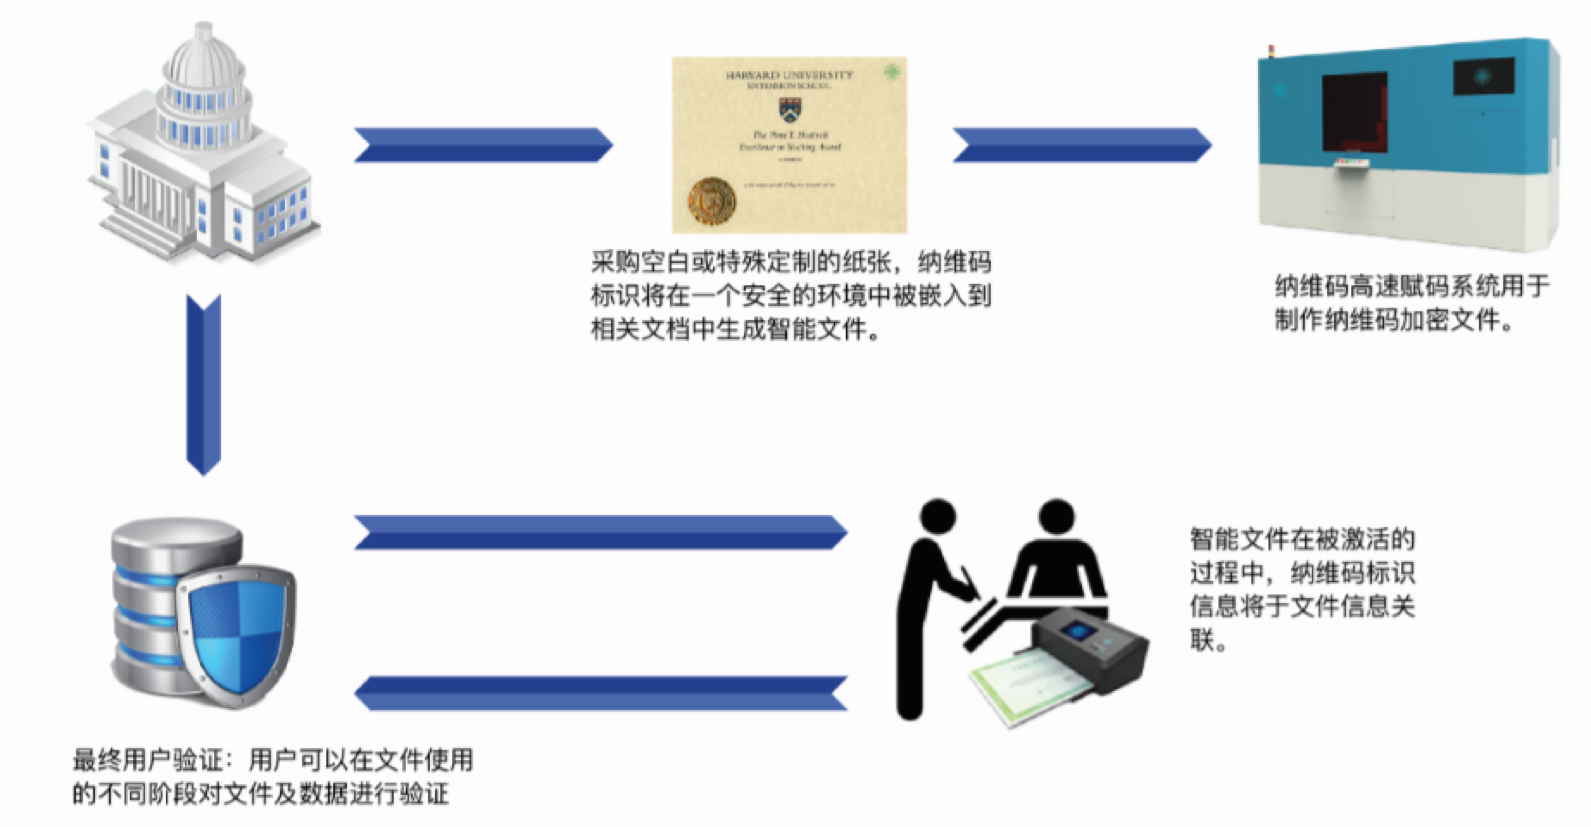 HARVARD UNIVERSITY
EXTENSION SCHOOL
Excellence in Teaching Award
采购空白或特殊定制的纸张，纳维码
标识将在一个安全的环境中被嵌入到
相关文档中生成智能文件。
纳维码高速赋码系统用于
制作纳维码加密文件。
智能文件在被激活的
过程中，纳维码标识
信息将于文件信息关
联。
最终用户验证：用户可以在文件使用
的不同阶段对文件及数据进行验证